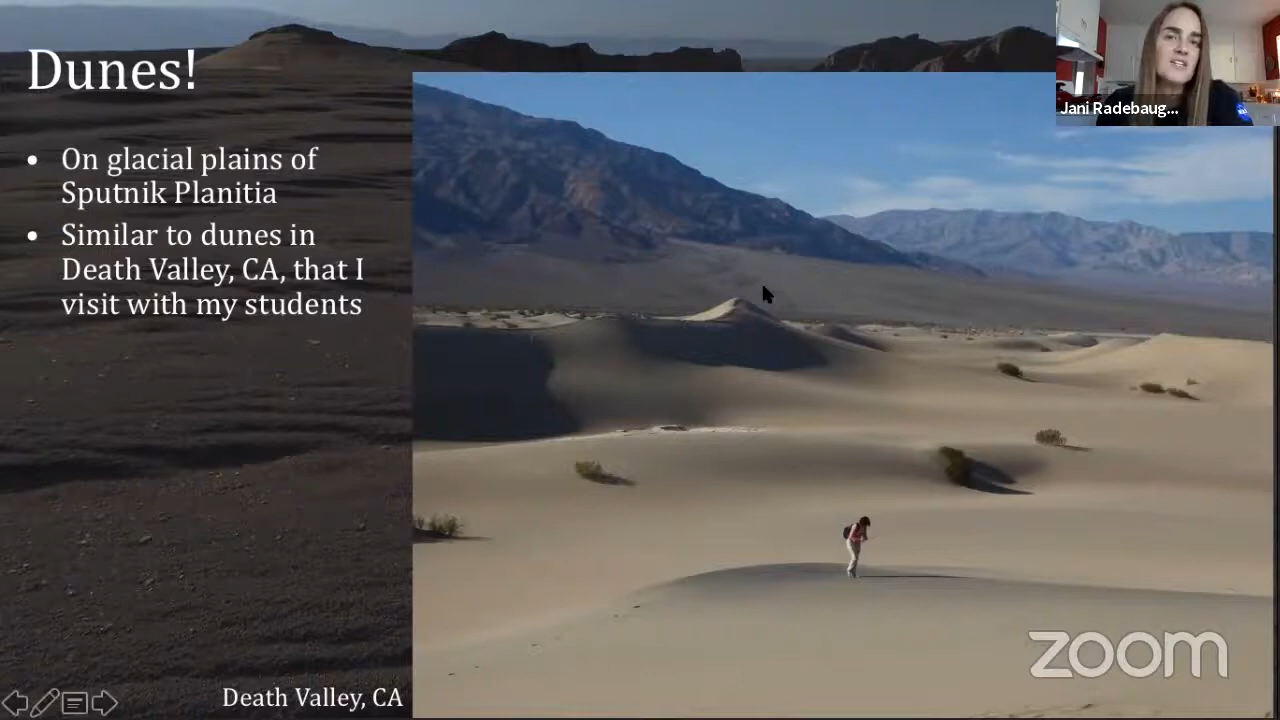 Dunes!
• On glacial plains of
Sputnik Planitia
• Similar to dunes in
Death Valley, CA, that I
visit with my students
Death Valley, CA
Jani Radebaug...
zoom